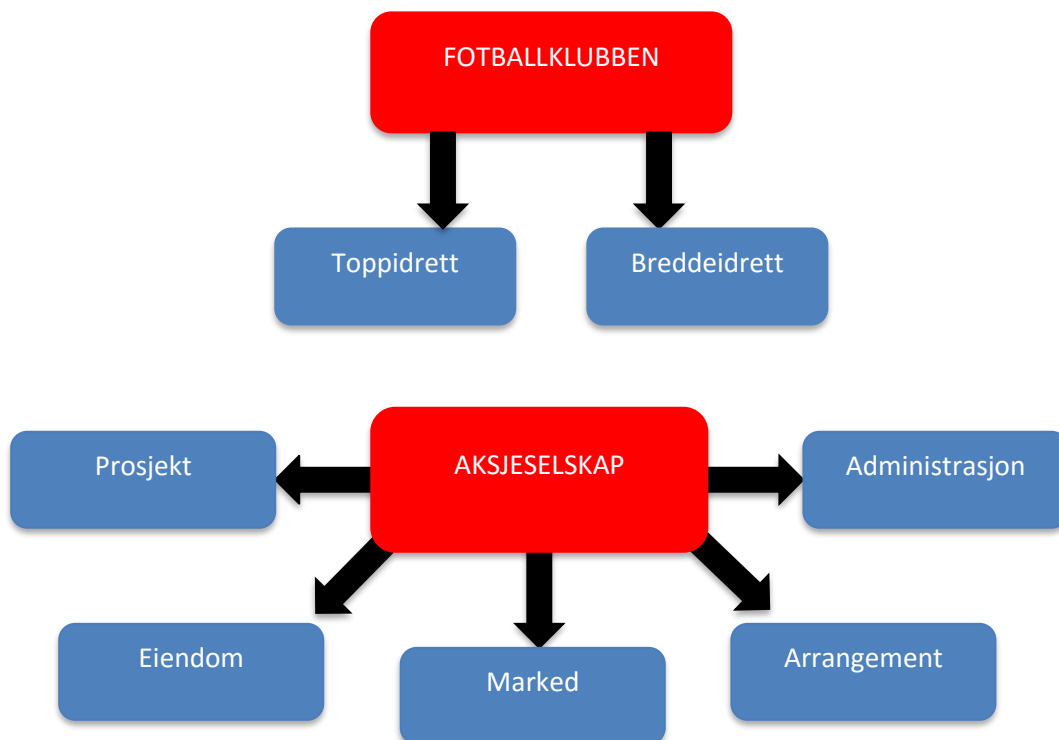 FOTBALLKLUBBEN
Toppidrett
Breddeidrett
Prosjekt
AKSJESELSKAP
Administrasjon
Eiendom
Marked
Arrangement